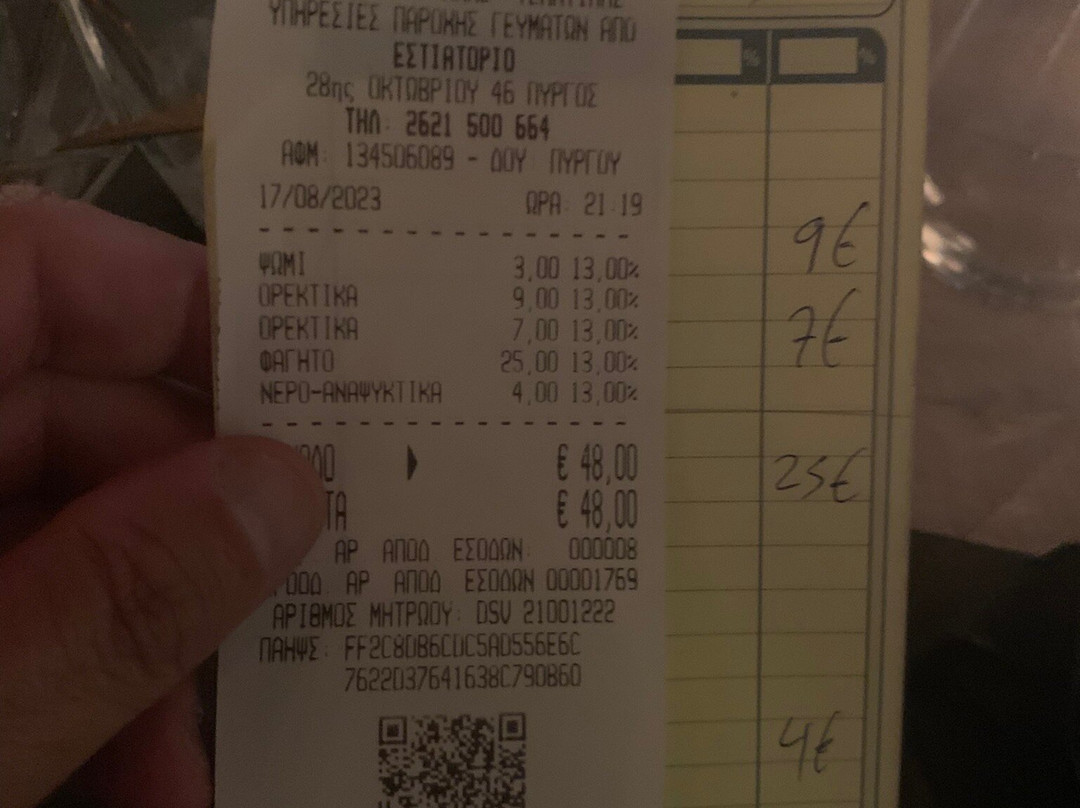 ΥΠΗΡΕΣΙΕΣ ΠΑΡΟΧΗΣ ΓΕΥΜΑΤΩΝ ΑΠΟ
ΕΣΤΙΑΤΟΡΙΟ
28ης ΟΚΤΩΒΡΙΟΥ 46 ΠΥΡΓΟΣ
ΤΗΛ: 2621 500 664
ΑΦΜ: 134506089 - ΔΟΥ: ΠΥΡΓΟΥ
17/08/2023 ΩΡΑ: 21:19
ΨΩΜΙ 3,00 13,00%
ΟΡΕΚΤΙΚΑ 9,00 13,00%
ΟΡΕΚΤΙΚΑ 7,00 13,00%
ΦΑΓΗΤΟ 25,00 13,00%
ΝΕΡΟ-ΑΝΑΨΥΚΤΙΚΑ 4,00 13,00%
€ 48,00
€ 48,00
ΑΡ ΑΠΟΔ ΕΣΟΔΩΝ: 000008
ΑΡ ΑΠΟΔ ΕΣΟΔΩΝ 00001769
ΑΡΙΘΜΟΣ ΜΗΤΡΩΟΥ: DSV 21001222
ΠΑΗΨΣ: FF2C8DB6CDC5AD556E6C
7622D37641638C790B60
% %
9€
7€
25€
4€